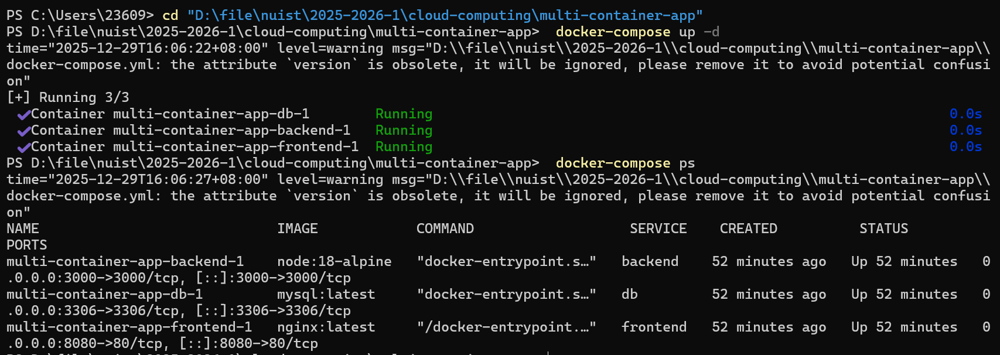 PS C:\Users\23609> cd "D:\file\nuist\2025-2026-1\cloud-computing\multi-container-app"
PS D:\file\nuist\2025-2026-1\cloud-computing\multi-container-app>  docker-compose up -d
time="2025-12-29T16:06:22+08:00" level=warning msg="D:\\file\\nuist\\2025-2026-1\\cloud-computing\\multi-container-app\\
docker-compose.yml: the attribute `version` is obsolete, it will be ignored, please remove it to avoid potential confusi
on"
[+] Running 3/3
 ✔Container multi-container-app-db-1        Running 0.0s
 ✔Container multi-container-app-backend-1   Running 0.0s
 ✔Container multi-container-app-frontend-1  Running 0.0s
PS D:\file\nuist\2025-2026-1\cloud-computing\multi-container-app>  docker-compose ps
time="2025-12-29T16:06:27+08:00" level=warning msg="D:\\file\\nuist\\2025-2026-1\\cloud-computing\\multi-container-app\\
docker-compose.yml: the attribute `version` is obsolete, it will be ignored, please remove it to avoid potential confusi
on"
NAME                             IMAGE            COMMAND                   SERVICE    CREATED          STATUS
PORTS
multi-container-app-backend-1    node:18-alpine   "docker-entrypoint.s…"   backend    52 minutes ago   Up 52 minutes   0
.0.0.0:3000->3000/tcp, [::]:3000->3000/tcp
multi-container-app-db-1         mysql:latest     "docker-entrypoint.s…"   db         52 minutes ago   Up 52 minutes   0
.0.0.0:3306->3306/tcp, [::]:3306->3306/tcp
multi-container-app-frontend-1   nginx:latest     "/docker-entrypoint.…"   frontend   52 minutes ago   Up 52 minutes   0
.0.0.0:8080->80/tcp, [::]:8080->80/tcp